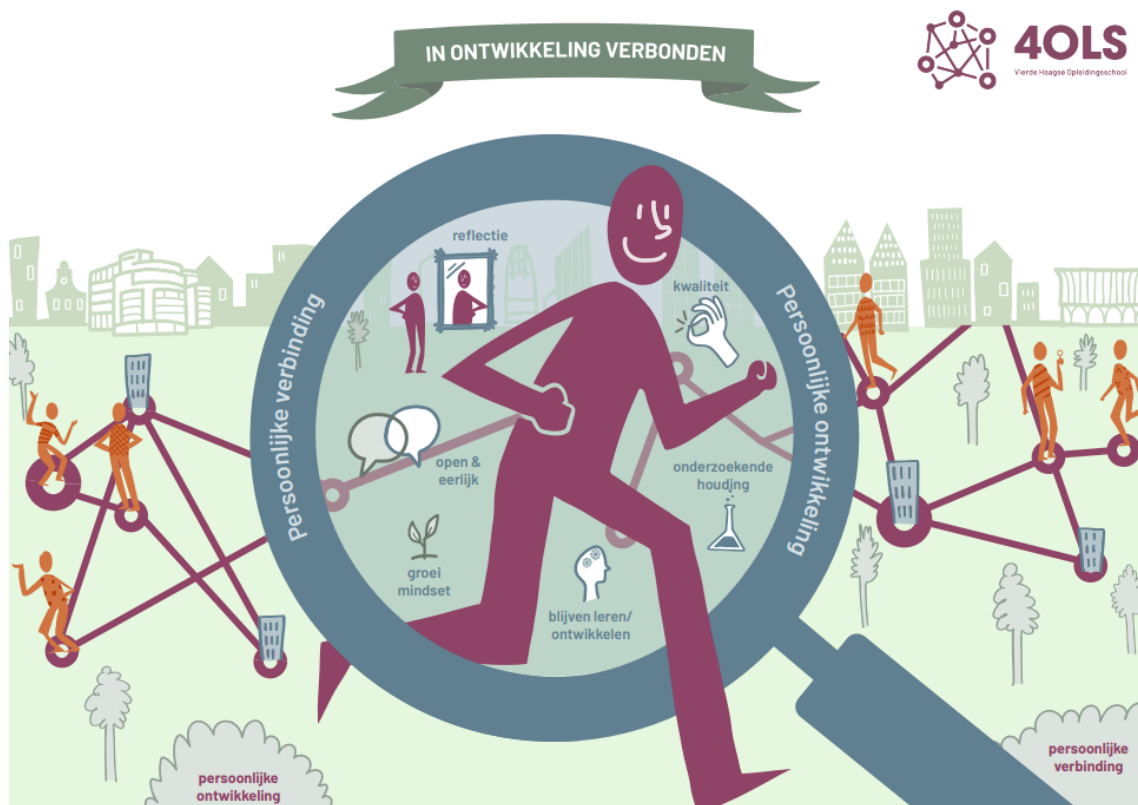 IN ONTWIKKELING VERBONDEN
4OLS
Vierde Haagse Opleidingsschool
Persoonlijke verbinding
Persoonlijke ontwikkeling
reflectie
kwaliteit
open &
eerlijk
onderzoekende
houding
groei
mindset
blijven leren/
ontwikkelen
persoonlijke
ontwikkeling
persoonlijke
verbinding